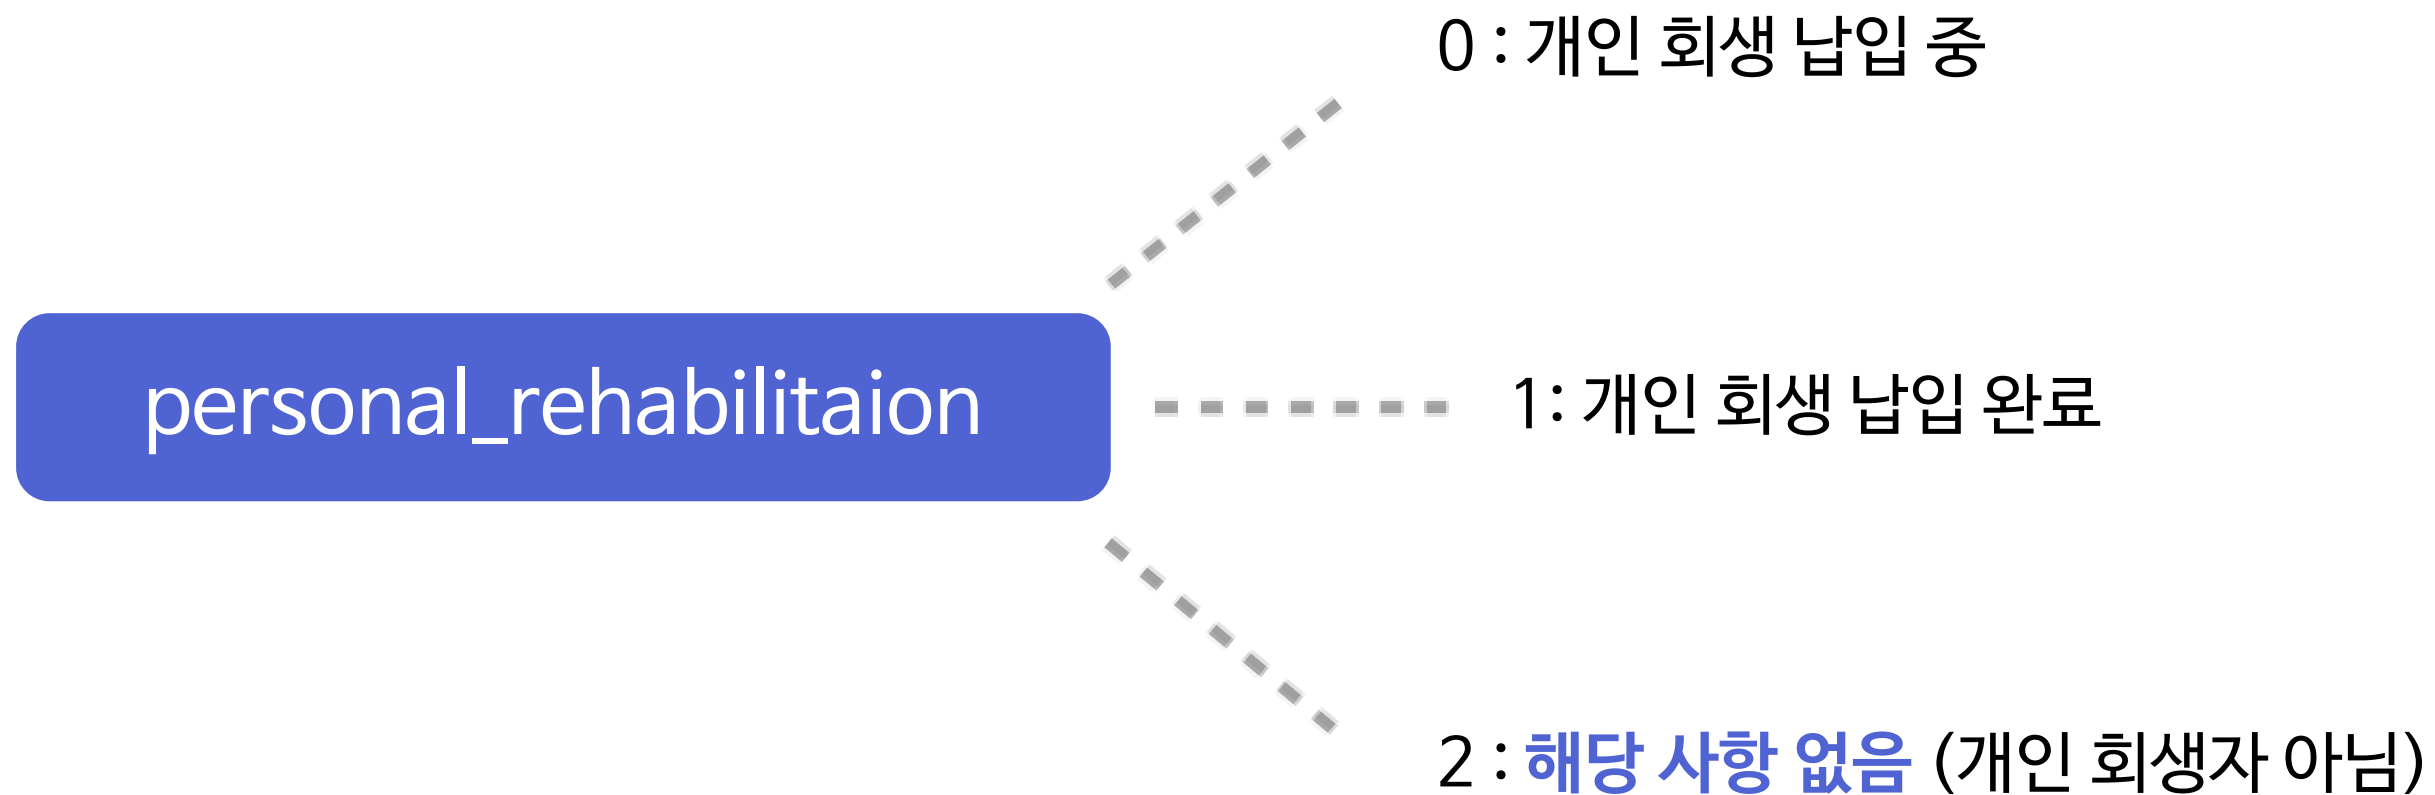 0 : 개인 회생 납입 중
personal_rehabilitaion
1: 개인 회생 납입 완료
2 : 해당 사항 없음 (개인 회생자 아님)